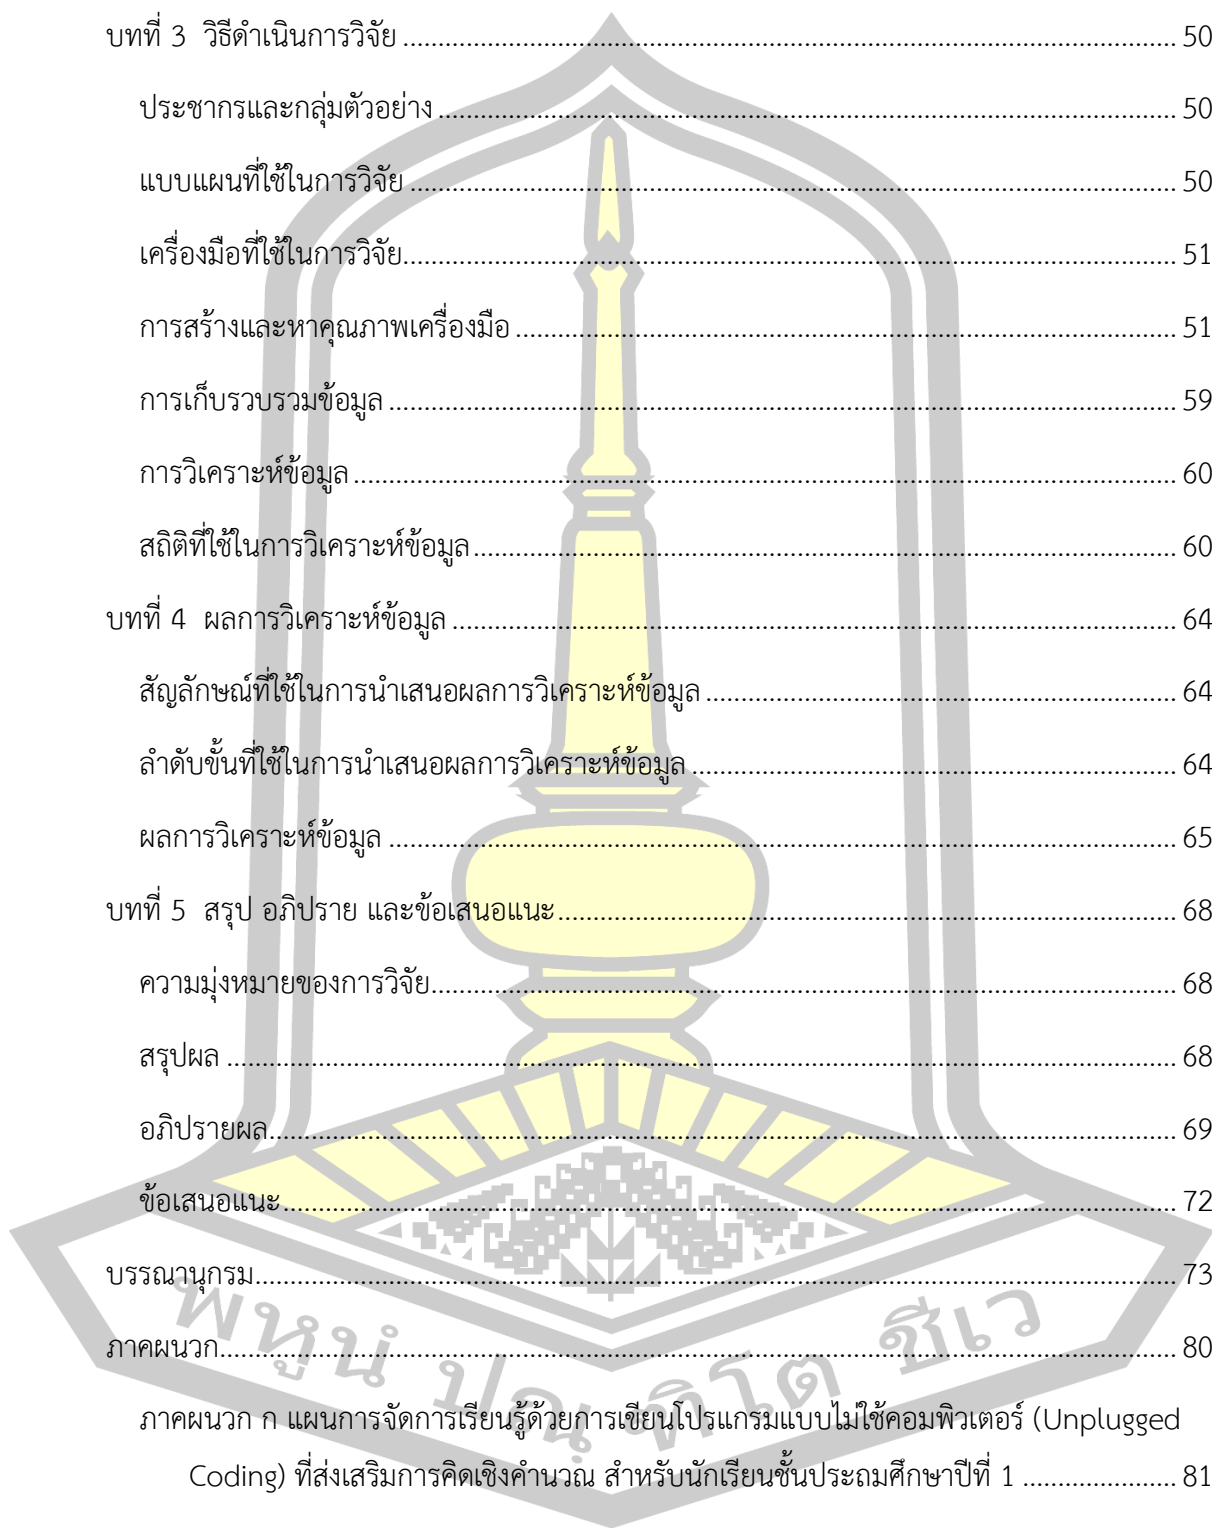 บทที่ 3 วิธีดำเนินการวิจัย ........................................ 50
ประชากรและกลุ่มตัวอย่าง ........................................ 50
แบบแผนที่ใช้ในการวิจัย ........................................ 50
เครื่องมือที่ใช้ในการวิจัย ........................................ 51
การสร้างและหาคุณภาพเครื่องมือ ........................................ 51
การเก็บรวบรวมข้อมูล ........................................ 59
การวิเคราะห์ข้อมูล ........................................ 60
สถิติที่ใช้ในการวิเคราะห์ข้อมูล ........................................ 60
บทที่ 4 ผลการวิเคราะห์ข้อมูล ........................................ 64
สัญลักษณ์ที่ใช้ในการนำเสนอผลการวิเคราะห์ข้อมูล ........................................ 64
ลำดับขั้นที่ใช้ในการนำเสนอผลการวิเคราะห์ข้อมูล ........................................ 64
ผลการวิเคราะห์ข้อมูล ........................................ 65
บทที่ 5 สรุป อภิปราย และข้อเสนอแนะ ........................................ 68
ความมุ่งหมายของการวิจัย ........................................ 68
สรุปผล ........................................ 68
อภิปรายผล ........................................ 69
ข้อเสนอแนะ ........................................ 72
บรรณานุกรม ........................................ 73
ภาคผนวก ........................................ 80
ภาคผนวก ก แผนการจัดการเรียนรู้ด้วยการเขียนโปรแกรมแบบไม่ใช้คอมพิวเตอร์ (Unplugged
Coding) ที่ส่งเสริมการคิดเชิงคำนวณ สำหรับนักเรียนชั้นประถมศึกษาปีที่ 1 .................... 81
พหูนํ ปณฺฑิโต ชีเว